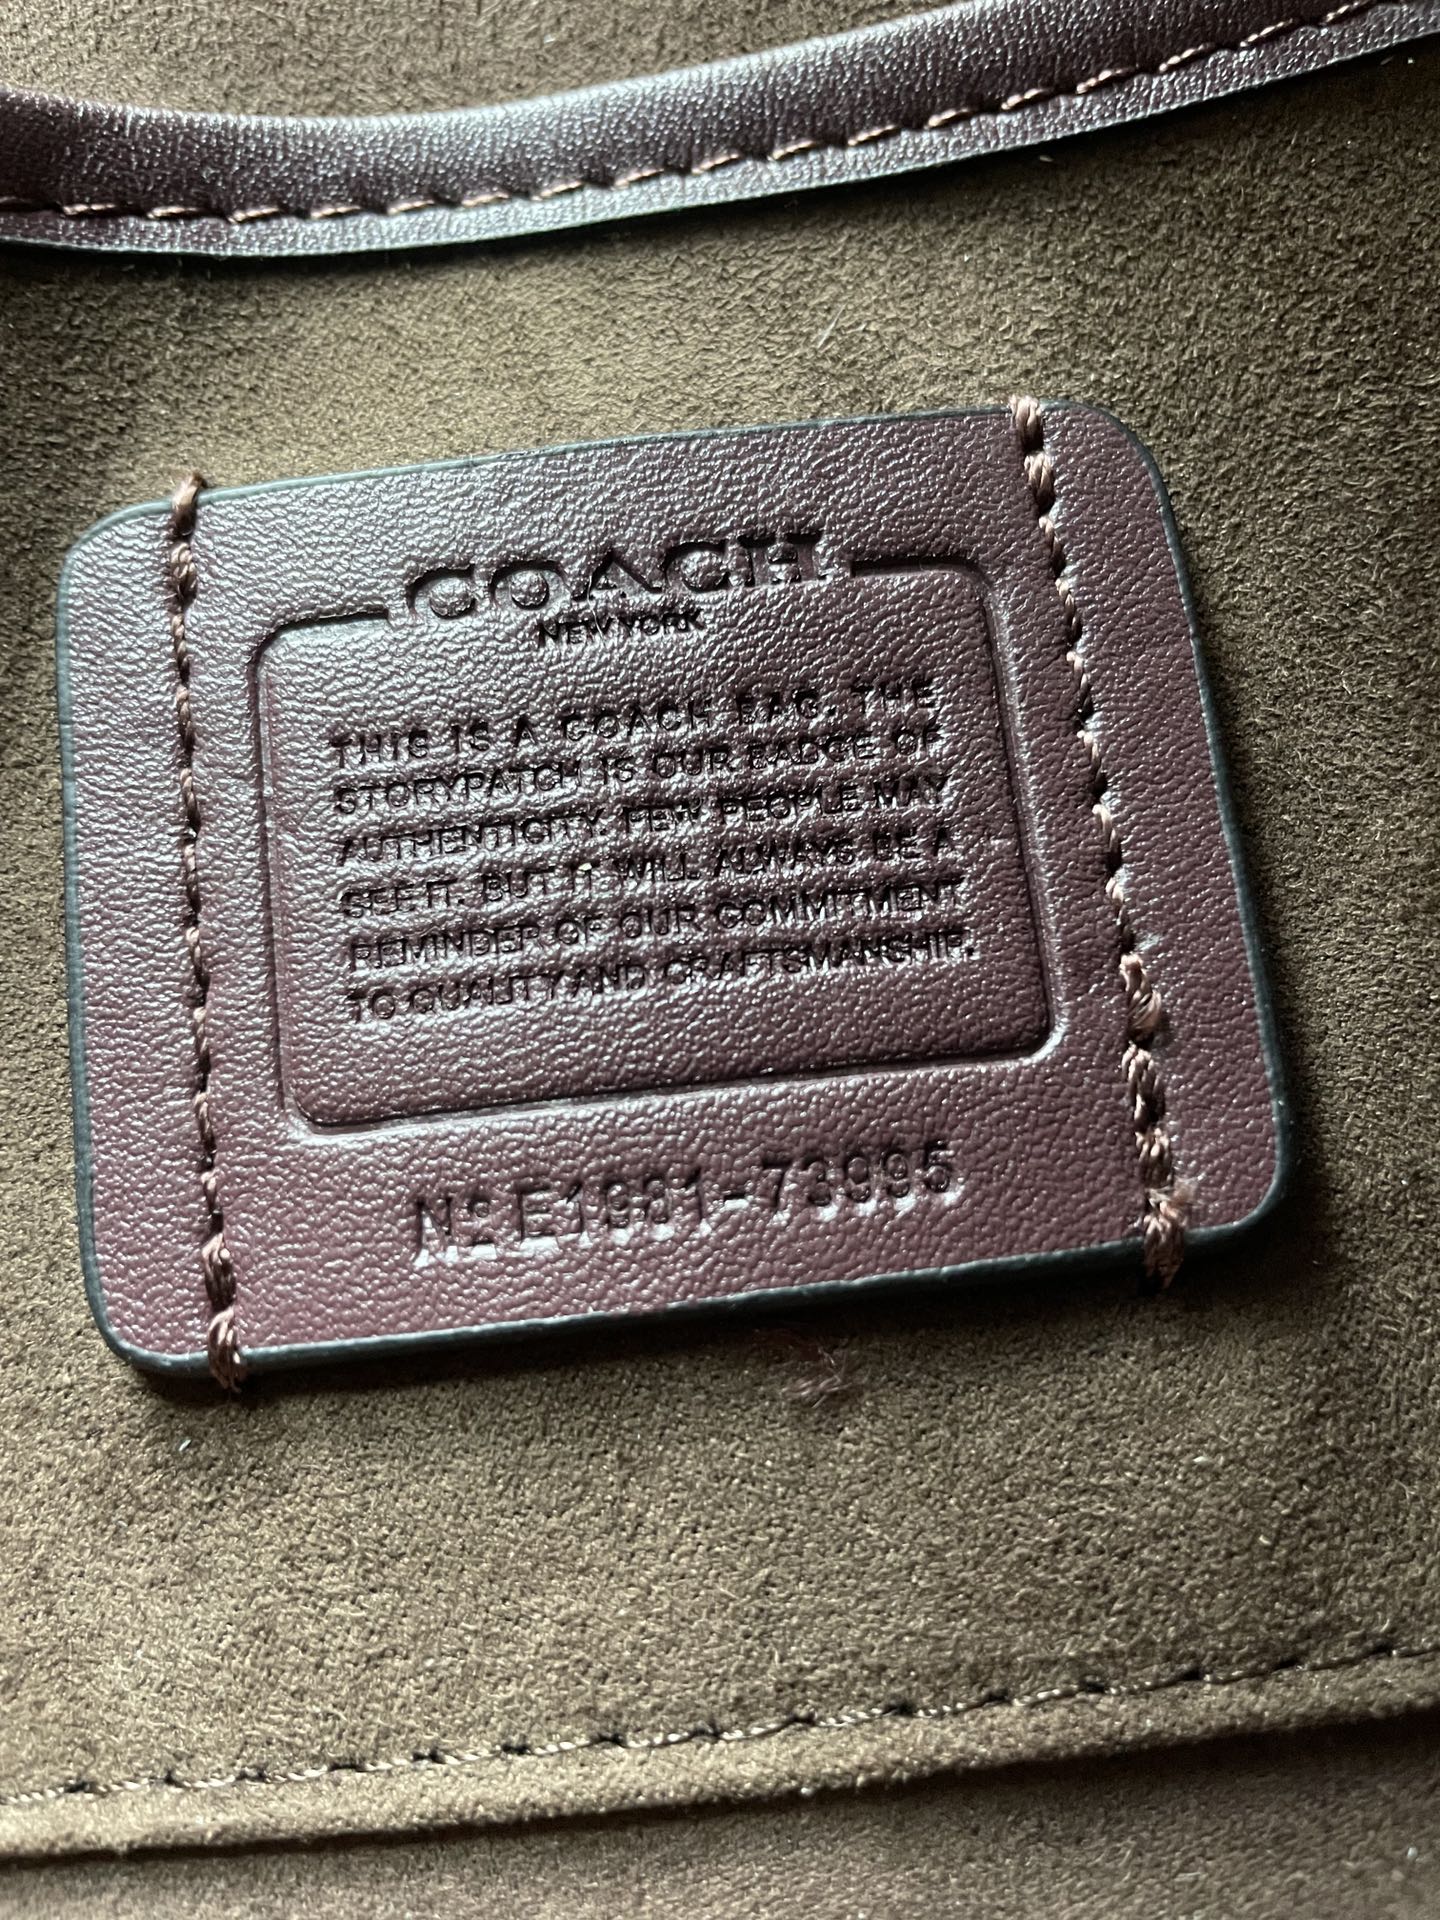 COACH
NEW YORK
THIS IS A COACH BAG. THE
STORYPATCH IS OUR BADGE OF
AUTHENTICITY. FEW PEOPLE MAY
SEE IT. BUT IT WILL ALWAYS BE A
REMINDER OF OUR COMMITMENT
TO QUALITY AND CRAFTSMANSHIP.
Nº E1981-73995